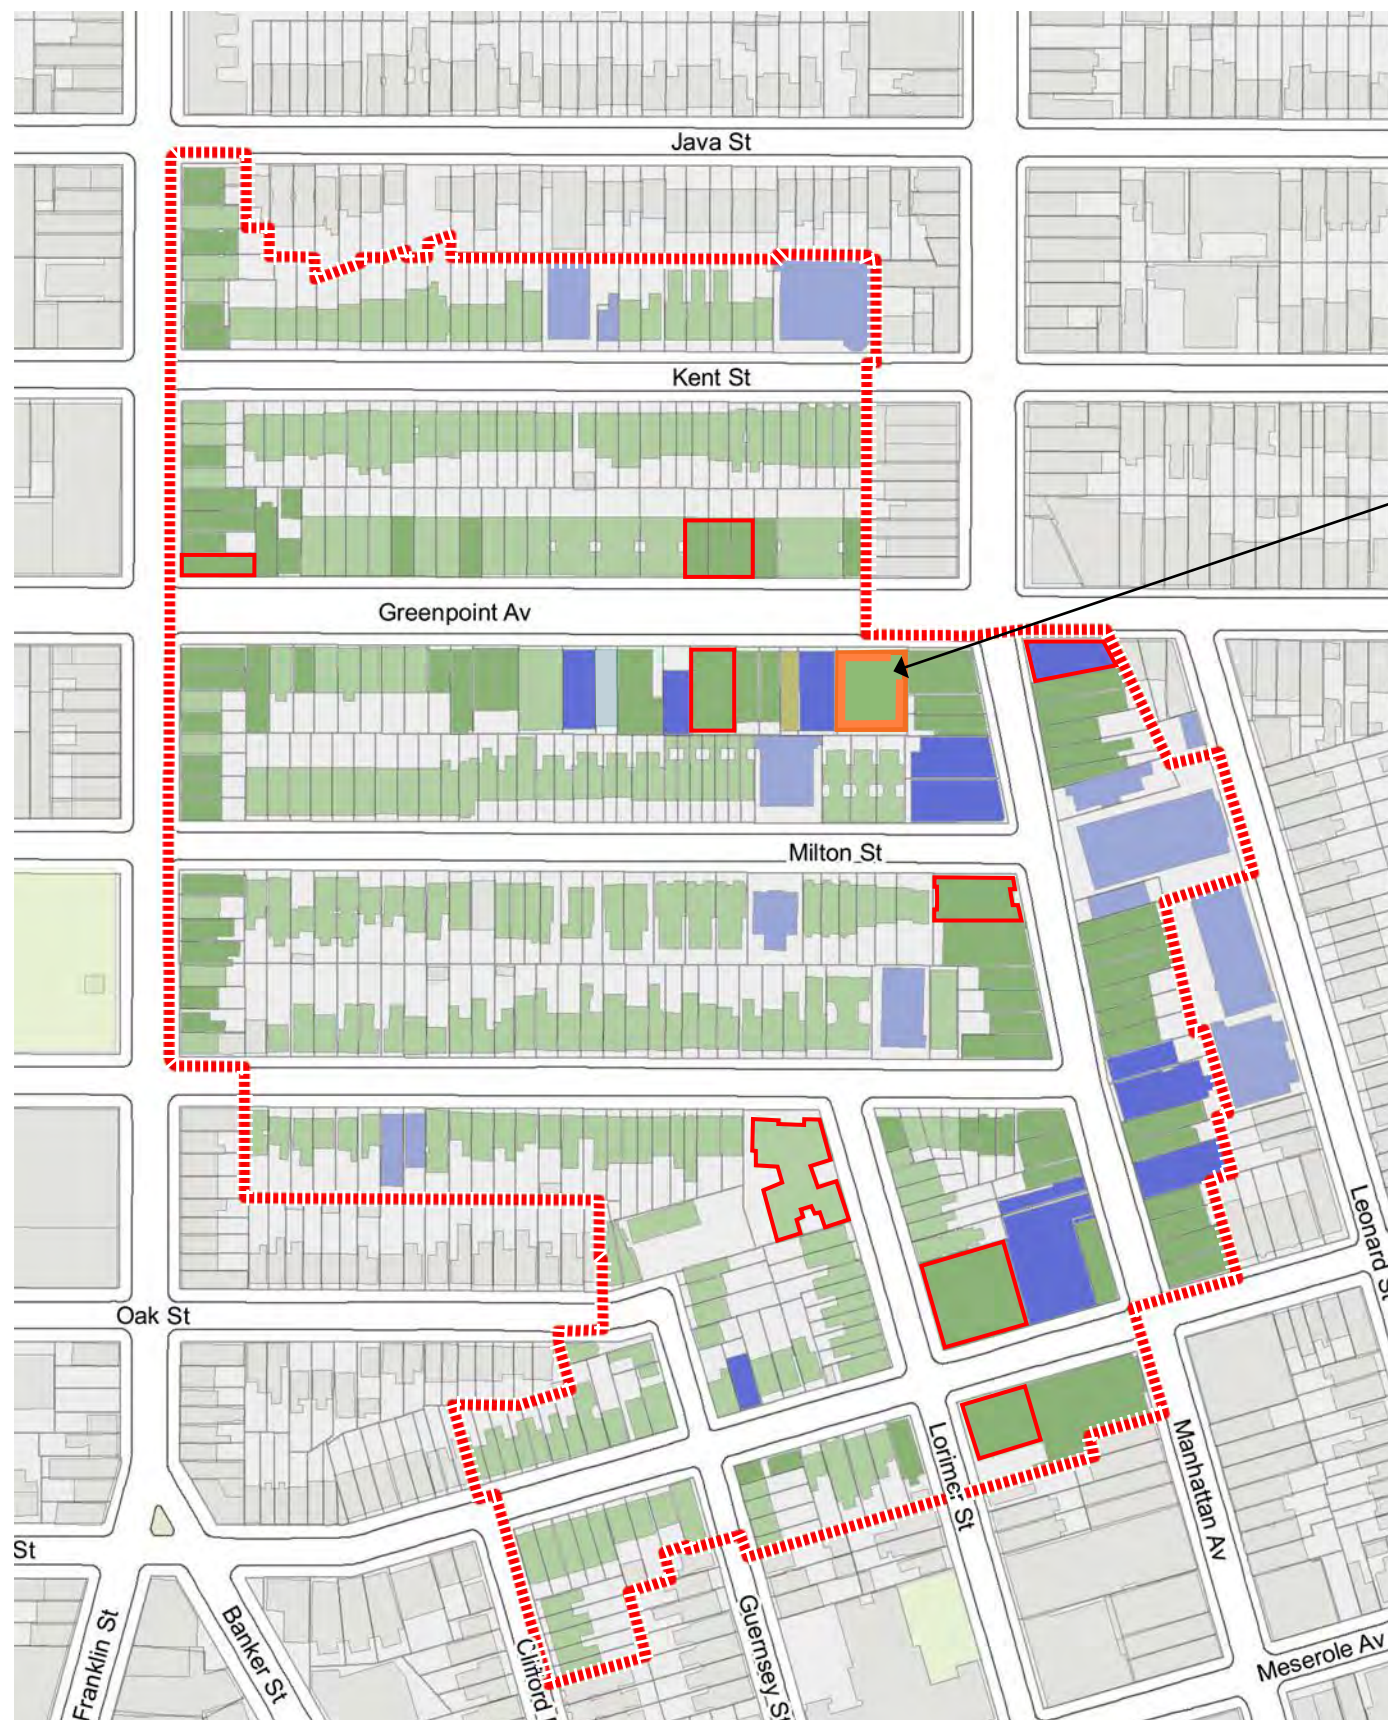 Java St
Kent St
Greenpoint Av
Milton St
Oak St
Leonard St
Lorimer St
Manhattan Av
St
Franklin St
Banker St
Clifford
Guernsey St
Meserole Av